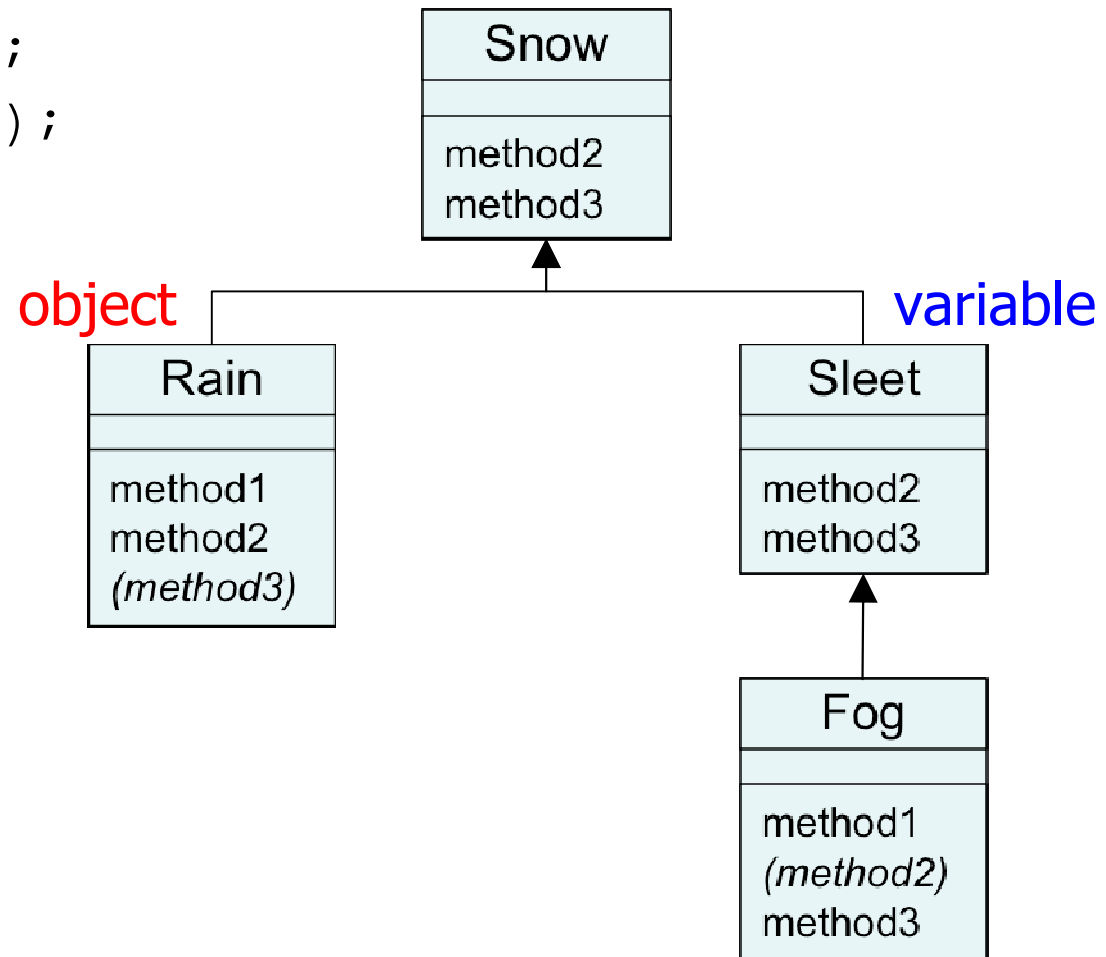 ;
);
Snow
method2
method3
object
variable
Rain
method1
method2
(method3)
Sleet
method2
method3
Fog
method1
(method2)
method3